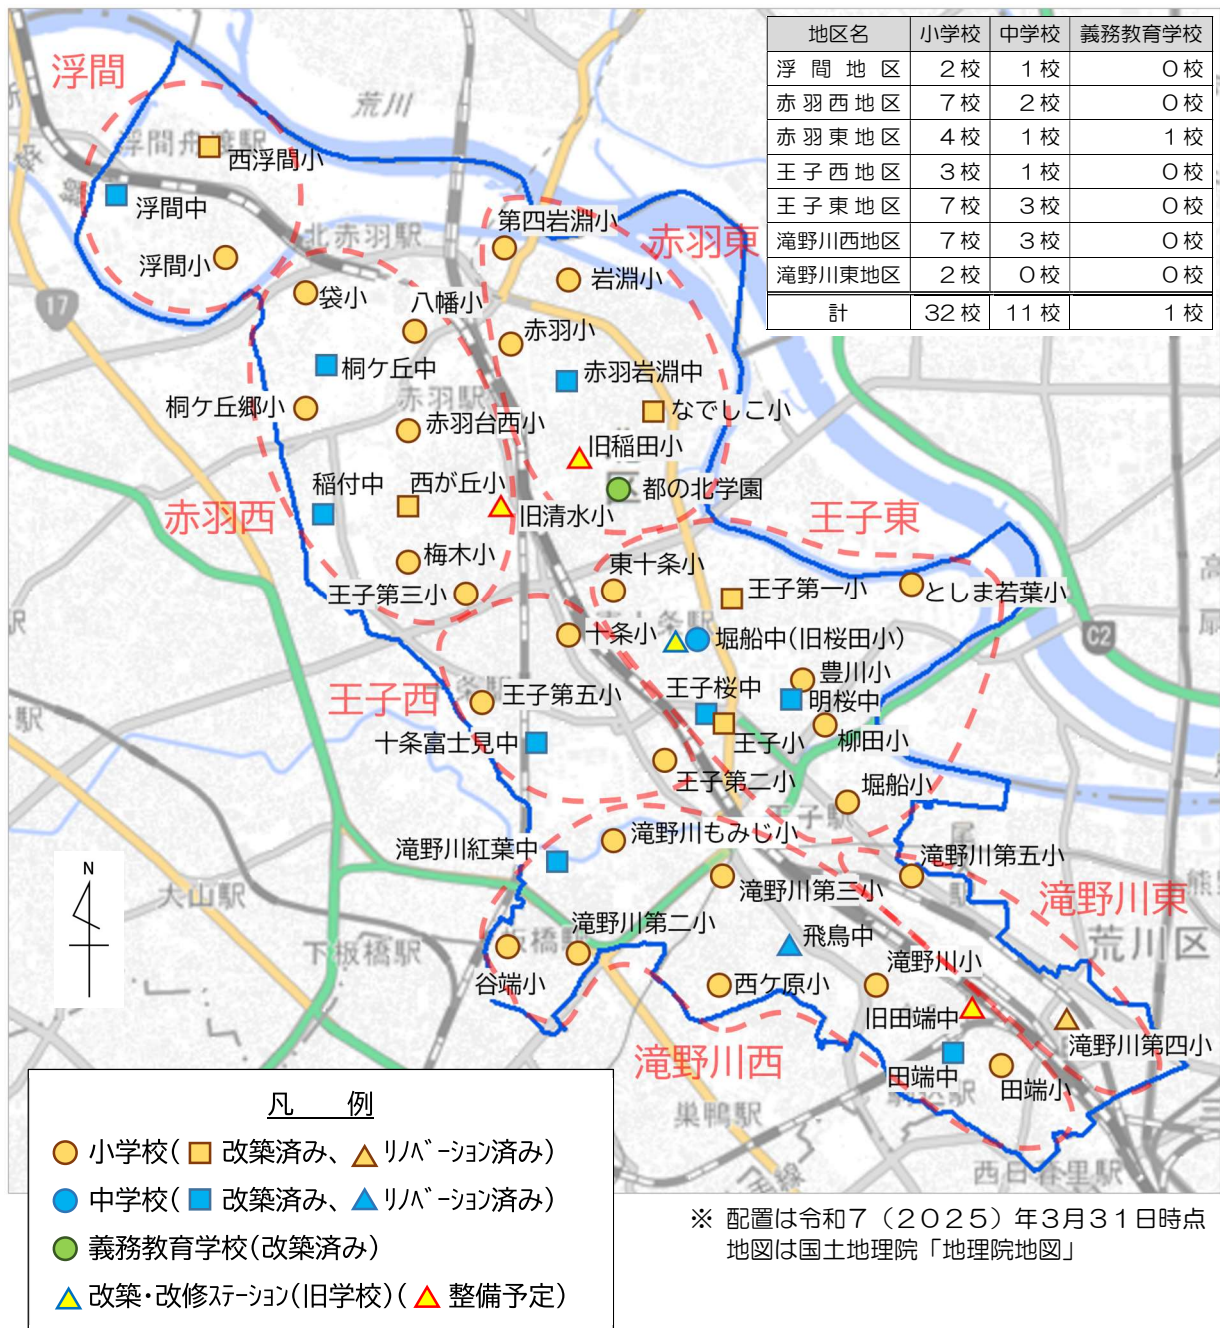 地区名 小学校 中学校 義務教育学校
浮間地区 2校 1校 0校
赤羽西地区 7校 2校 0校
赤羽東地区 4校 1校 1校
王子西地区 3校 1校 0校
王子東地区 7校 3校 0校
滝野川西地区 7校 3校 0校
滝野川東地区 2校 0校 0校
計 32校 11校 1校
浮間
荒川
浮間舟渡駅
西浮間小
浮間中
第四岩淵小
北赤羽駅
赤羽東
浮間小
岩淵小
17
袋小
八幡小
赤羽小
桐ケ丘中
赤羽岩淵中
赤羽駅
桐ケ丘郷小
なでしこ小
赤羽台西小
旧稲田小
稲付中
西が丘小
都の北学園
区
赤羽西
旧清水小
王子東
梅木小
東十条小
王子第三小
王子第一小
としま若葉小
十条小
堀船中(旧桜田小)
C2
豊川小
王子西
王子第五小
王子桜中
明桜中
十条富士見中
王子小
柳田小
王子第二小
堀船小
王子駅
滝野川もみじ小
滝野川紅葉中
滝野川第五小
滝野川第三小
大山駅
滝野川東
N
滝野川第二小
飛鳥中
荒川区
下板橋駅
板橋駅
滝野川小
谷端小
西ケ原小
旧田端中
滝野川第四小
滝野川西
田端中
田端小
駒込駅
巣鴨駅
西日暮里駅
凡 例
小学校( 改築済み、 リノベーション済み)
中学校( 改築済み、 リノベーション済み)
義務教育学校(改築済み)
改築・改修ステーション(旧学校)( 整備予定)
※ 配置は令和7(2025)年3月31日時点
地図は国土地理院「地理院地図」